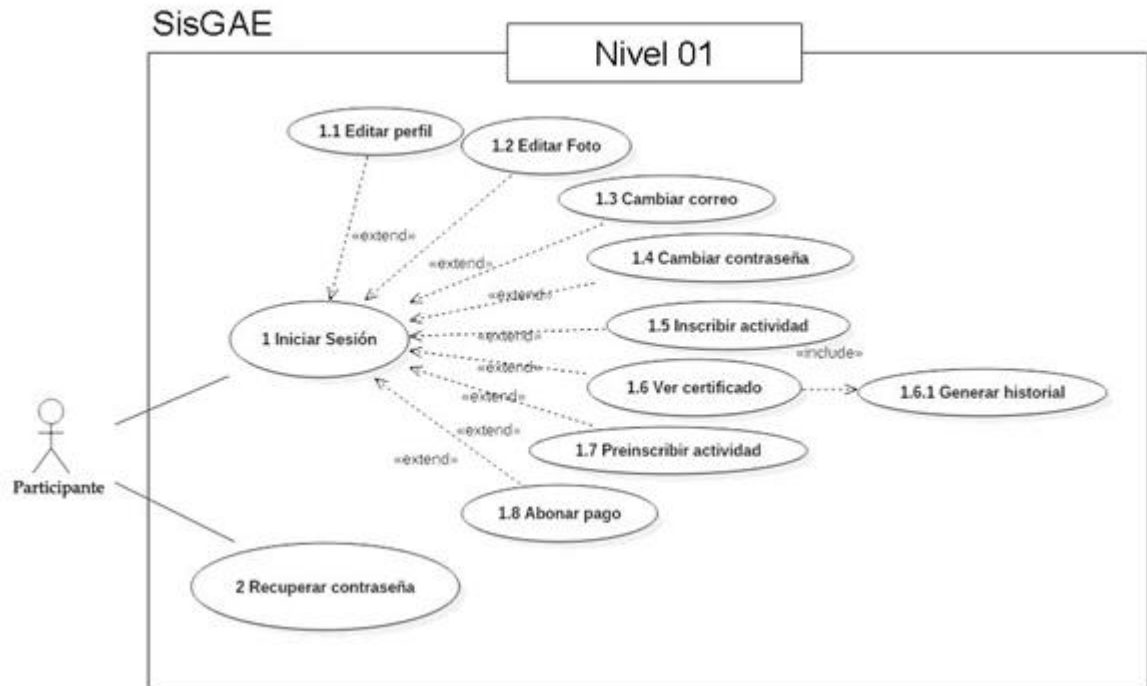 SisGAE
Nivel 01
1.1 Editar perfil
1.2 Editar Foto
1.3 Cambiar correo
«extend»
«extend»
1.4 Cambiar contraseña
«extend»
1.5 Inscribir actividad
«extend»
1 Iniciar Sesión
«include»
«extend»
1.6 Ver certificado
1.6.1 Generar historial
«extend»
«extend»
1.7 Preinscribir actividad
«extend»
1.8 Abonar pago
Participante
2 Recuperar contraseña